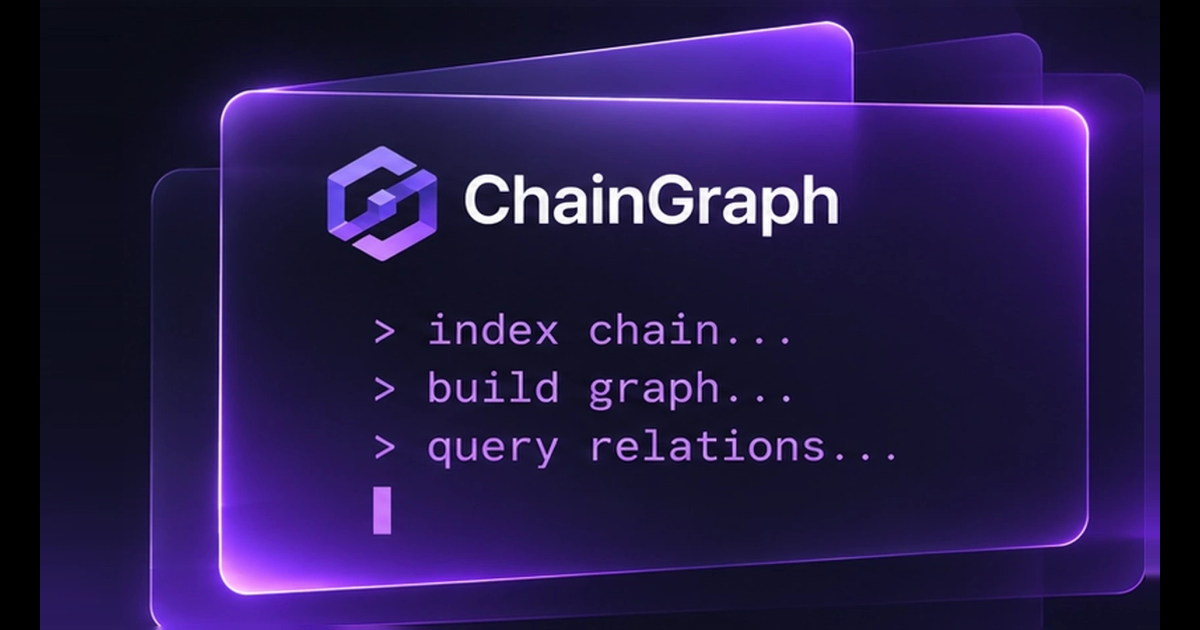 ChainGraph
> index chain...
> build graph...
> query relations...